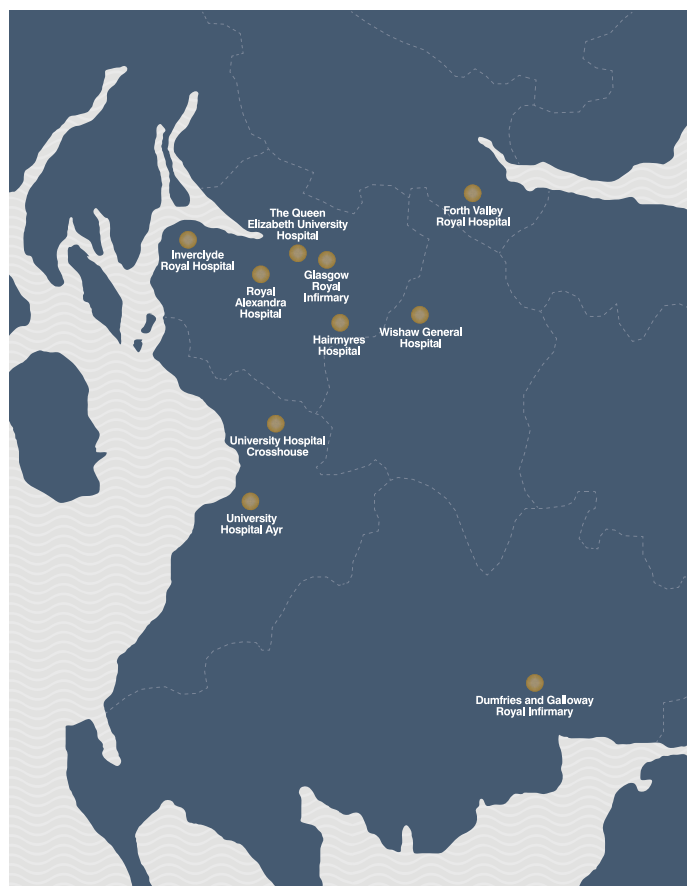 Forth Valley
Royal Hospital
The Queen
Elizabeth University
Hospital
Inverclyde
Royal Hospital
Glasgow
Royal
Infirmary
Royal
Alexandra
Hospital
Hairmyres
Hospital
Wishaw General
Hospital
University Hospital
Crosshouse
University
Hospital Ayr
Dumfries and Galloway
Royal Infirmary